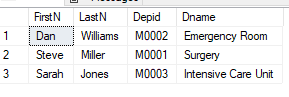 FirstN LastN Depid Dname
1 Dan Williams M0002 Emergency Room
2 Steve Miller M0001 Surgery
3 Sarah Jones M0003 Intensive Care Unit